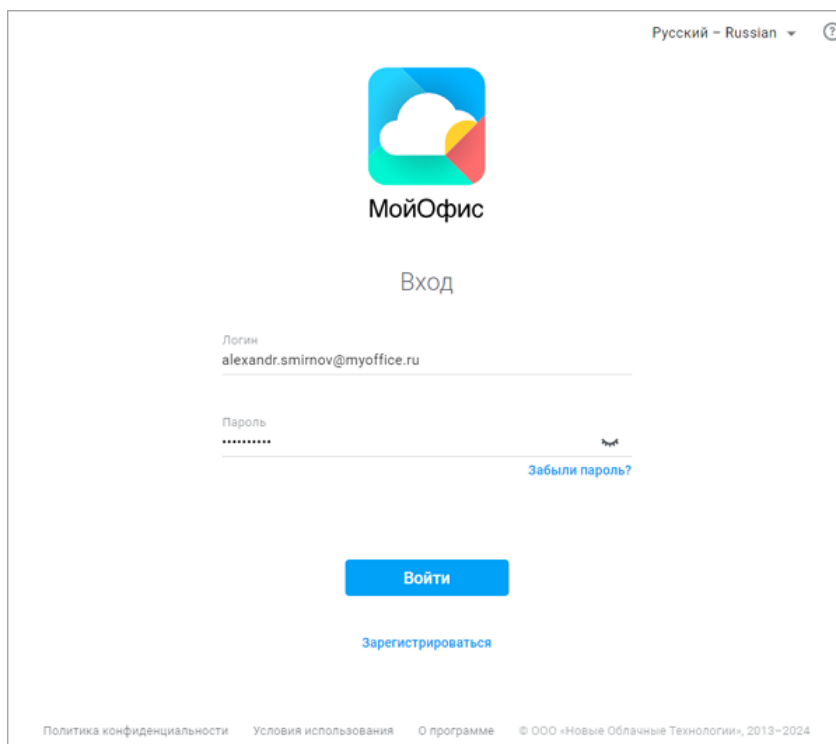 Русский – Russian
МойОфис
Вход
Логин
alexandr.smirnov@myoffice.ru
Пароль
••••••••••
Забыли пароль?
Войти
Зарегистрироваться
Политика конфиденциальности Условия использования О программе © ООО «Новые Облачные Технологии», 2013–2024